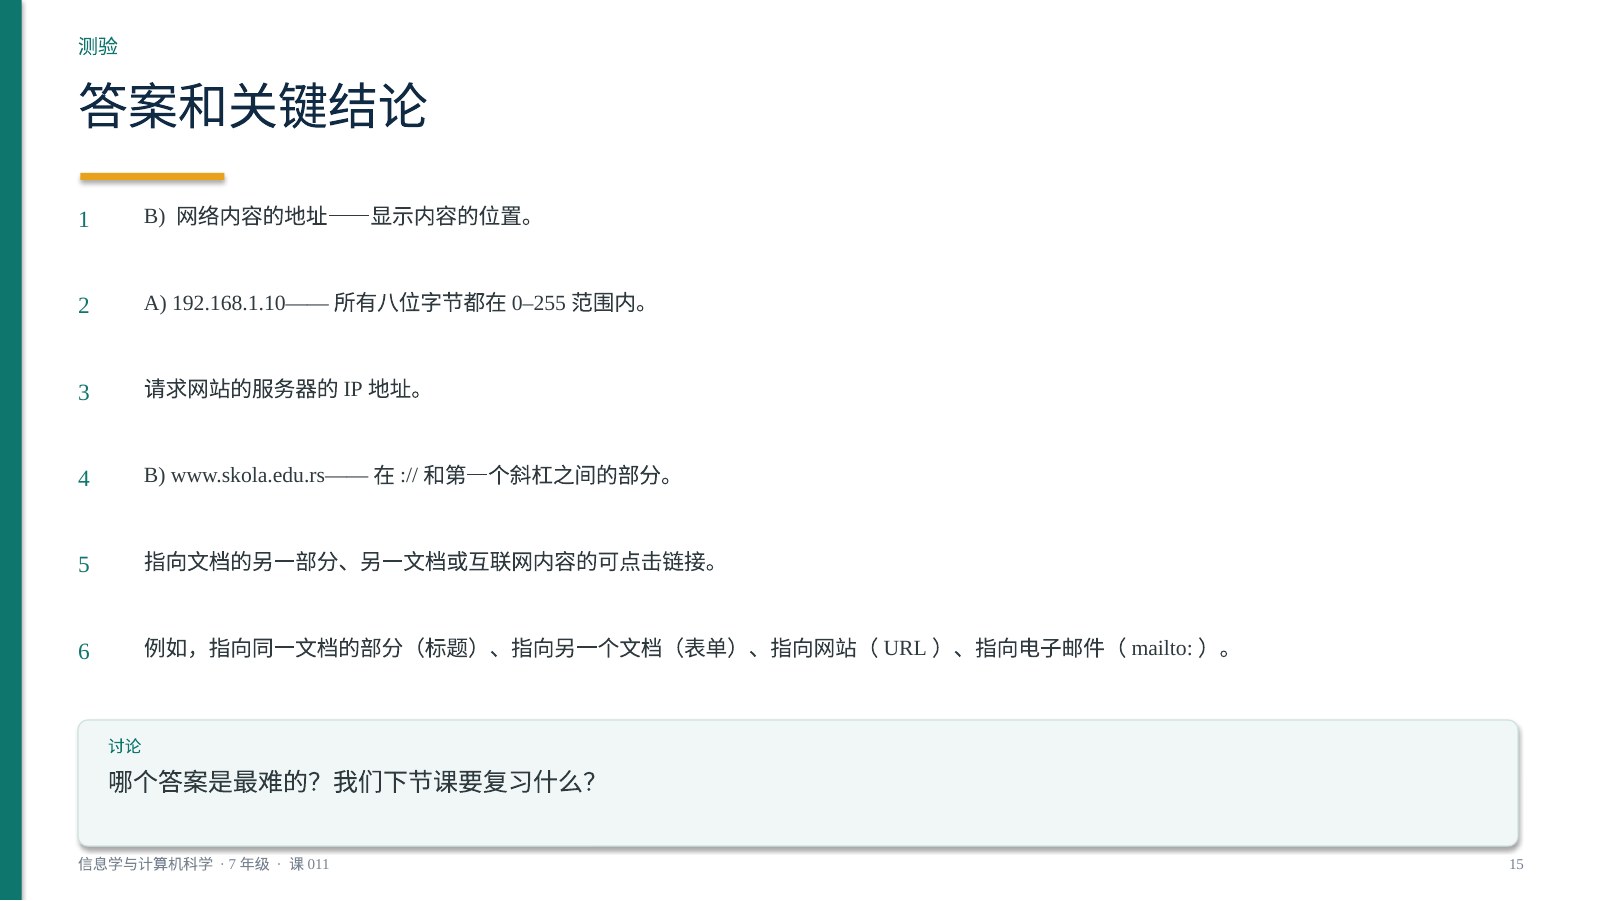 测验
答案和关键结论
1 B) 网络内容的地址——显示内容的位置。
2 A) 192.168.1.10—— 所有八位字节都在 0–255 范围内。
3 请求网站的服务器的 IP 地址。
4 B) www.skola.edu.rs—— 在 :// 和第一个斜杠之间的部分。
5 指向文档的另一部分、另一文档或互联网内容的可点击链接。
6 例如，指向同一文档的部分（标题）、指向另一个文档（表单）、指向网站（ URL ）、指向电子邮件（ mailto: ）。
讨论
哪个答案是最难的？我们下节课要复习什么？
信息学与计算机科学 · 7 年级 · 课 011
15